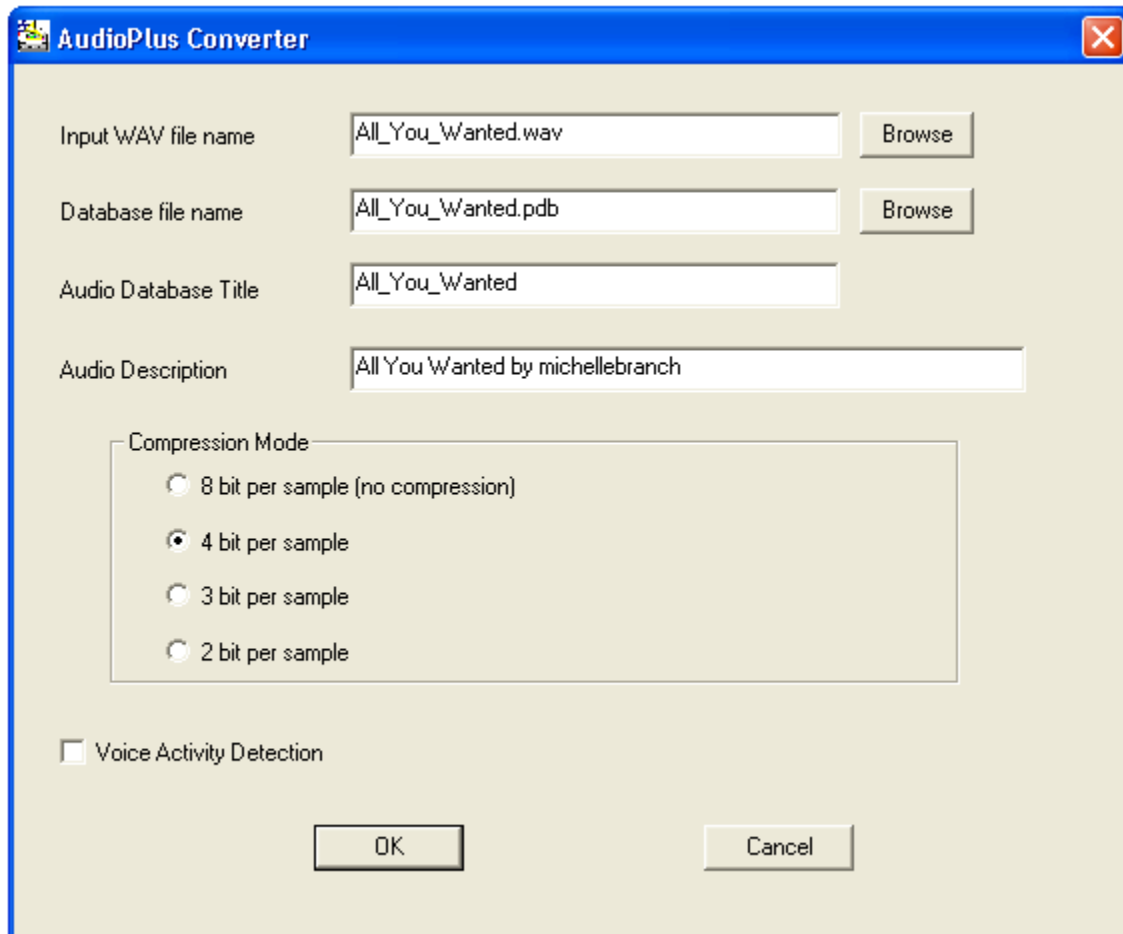 AudioPlus Converter
Input WAV file name All_You_Wanted.wav Browse
Database file name All_You_Wanted.pdb Browse
Audio Database Title All_You_Wanted
Audio Description All You Wanted by michellebranch
Compression Mode
8 bit per sample (no compression)
4 bit per sample
3 bit per sample
2 bit per sample
Voice Activity Detection
OK Cancel